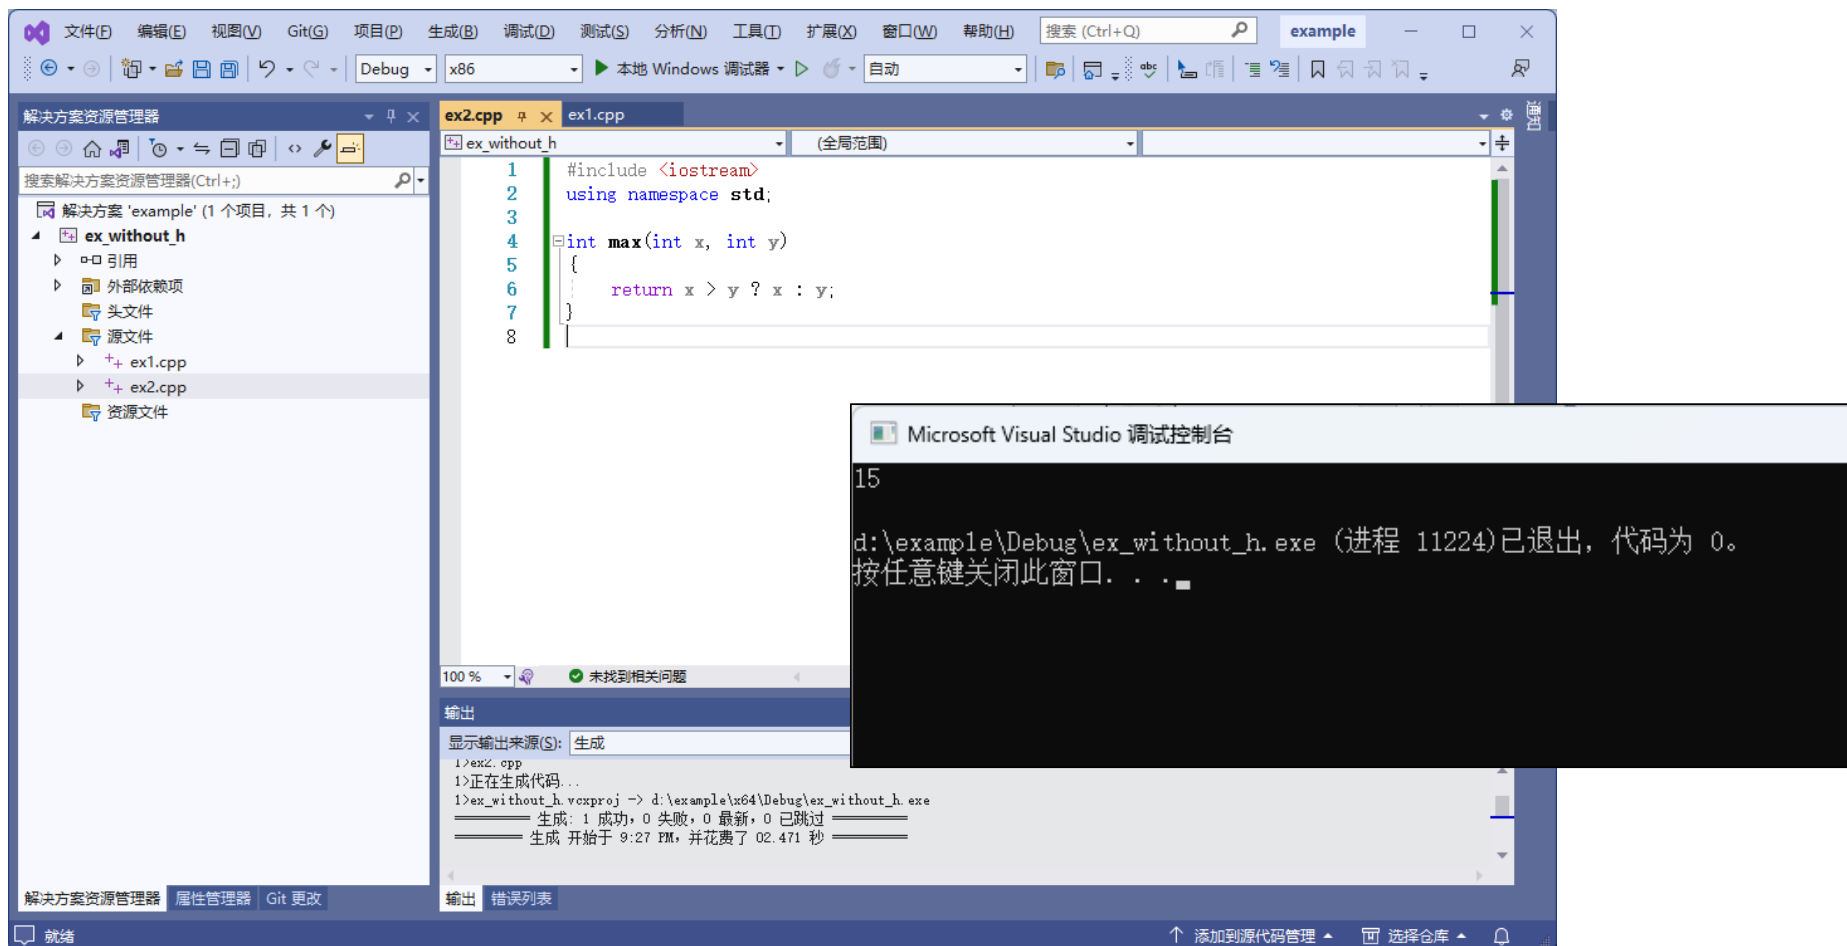 文件(F) 编辑(E) 视图(V) Git(G) 项目(P) 生成(B) 调试(D) 测试(S) 分析(N) 工具(T) 扩展(X) 窗口(W) 帮助(H) 搜索 (Ctrl+Q) example
Debug x86 本地 Windows 调试器 自动
解决方案资源管理器
搜索解决方案资源管理器(Ctrl+;)
解决方案 'example' (1 个项目，共 1 个)
ex_without_h
引用
外部依赖项
头文件
源文件
ex1.cpp
ex2.cpp
资源文件
解决方案资源管理器 属性管理器 Git 更改
ex2.cpp ex1.cpp
通知
ex_without_h (全局范围)
1 #include <iostream>
2 using namespace std;
3
4 int max(int x, int y)
5 {
6 return x > y ? x : y;
7 }
8
100 % 未找到相关问题
输出
显示输出来源(S): 生成
1>ex2.cpp
1>正在生成代码...
1>ex_without_h.vcxproj -> d:\example\x64\Debug\ex_without_h.exe
========== 生成: 1 成功，0 失败，0 最新，0 已跳过 ==========
========= 生成 开始于 9:27 PM，并花费了 02.471 秒 ==========
输出 错误列表
Microsoft Visual Studio 调试控制台
15
d:\example\Debug\ex_without_h.exe (进程 11224)已退出，代码为 0。
按任意键关闭此窗口. . .
就绪 添加到源代码管理 选择仓库